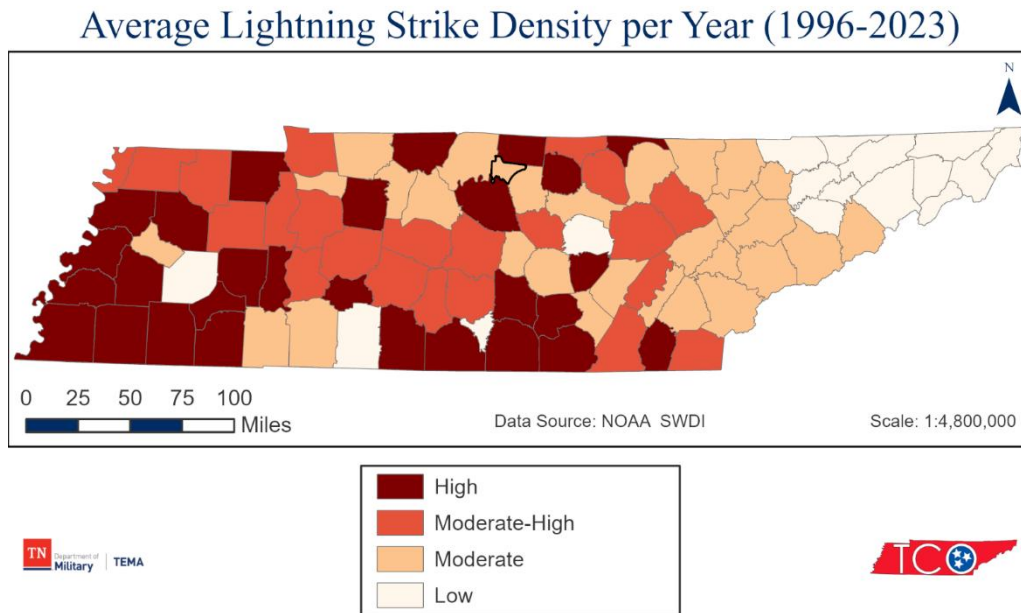 Average Lightning Strike Density per Year (1996-2023)
N
0 25 50 75 100
Miles
Data Source: NOAA SWDI
Scale: 1:4,800,000
High
Moderate-High
Moderate
Low
TN
Department of
Military
TEMA
TCO